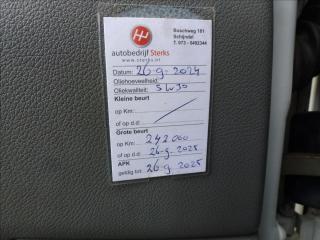 Boschweg 101
Schijndel
T. 073 - 5492344
autobedrijf Sterks
www.sterks.nl
Datum: 26-9-2024
Oliehoeveelheid:
Oliekwaliteit: 5W30
Kleine beurt
op Km:
of op d.d:
Grote beurt
op Km: 242000
of op d.d: 26-9-2025
APK
geldig tot: 26-9-2025